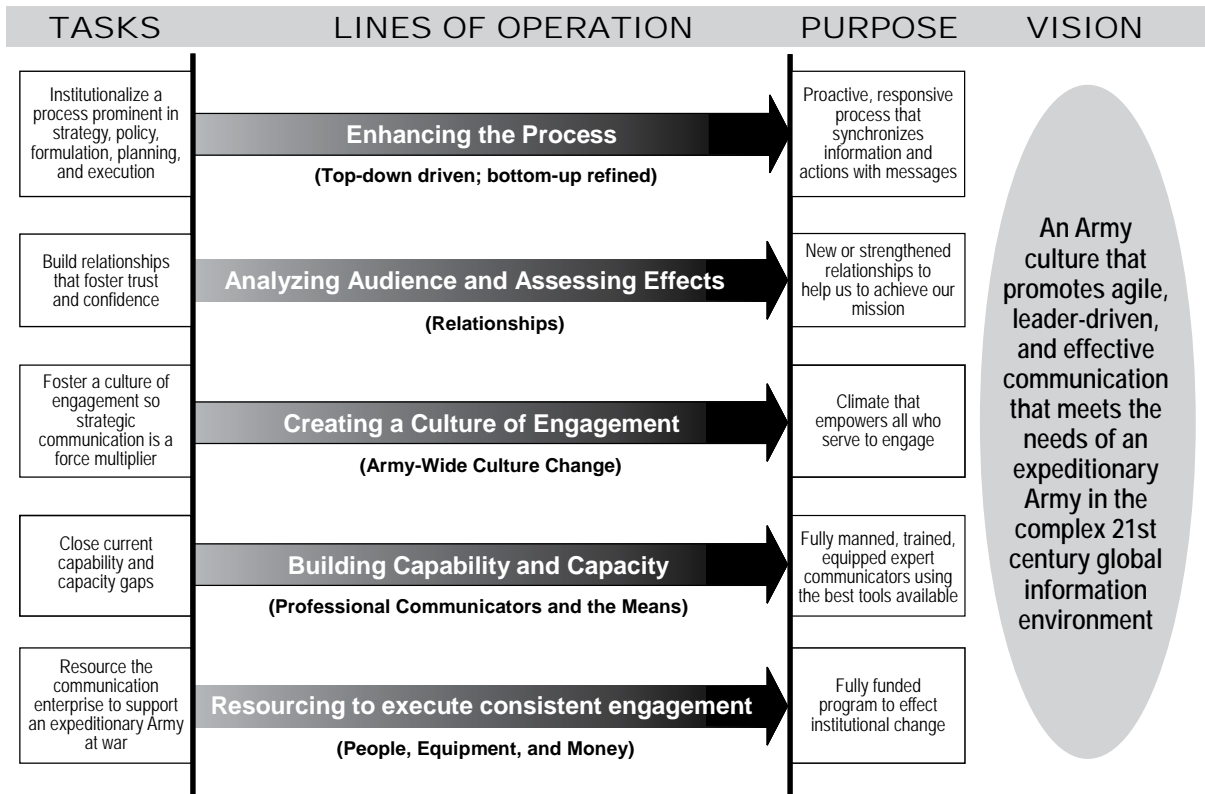 TASKS
LINES OF OPERATION
PURPOSE
VISION
Institutionalize a
process prominent in
strategy, policy,
formulation, planning,
and execution
Enhancing the Process
(Top-down driven; bottom-up refined)
Proactive, responsive
process that
synchronizes
information and
actions with messages
Build relationships
that foster trust
and confidence
Analyzing Audience and Assessing Effects
(Relationships)
New or strengthened
relationships to
help us to achieve our
mission
Foster a culture of
engagement so
strategic
communication is a
force multiplier
Creating a Culture of Engagement
(Army-Wide Culture Change)
Climate that
empowers all who
serve to engage
Close current
capability and
capacity gaps
Building Capability and Capacity
(Professional Communicators and the Means)
Fully manned, trained,
equipped expert
communicators using
the best tools available
Resource the
communication
enterprise to support
an expeditionary Army
at war
Resourcing to execute consistent engagement
(People, Equipment, and Money)
Fully funded
program to effect
institutional change
An Army
culture that
promotes agile,
leader-driven,
and effective
communication
that meets the
needs of an
expeditionary
Army in the
complex 21st
century global
information
environment